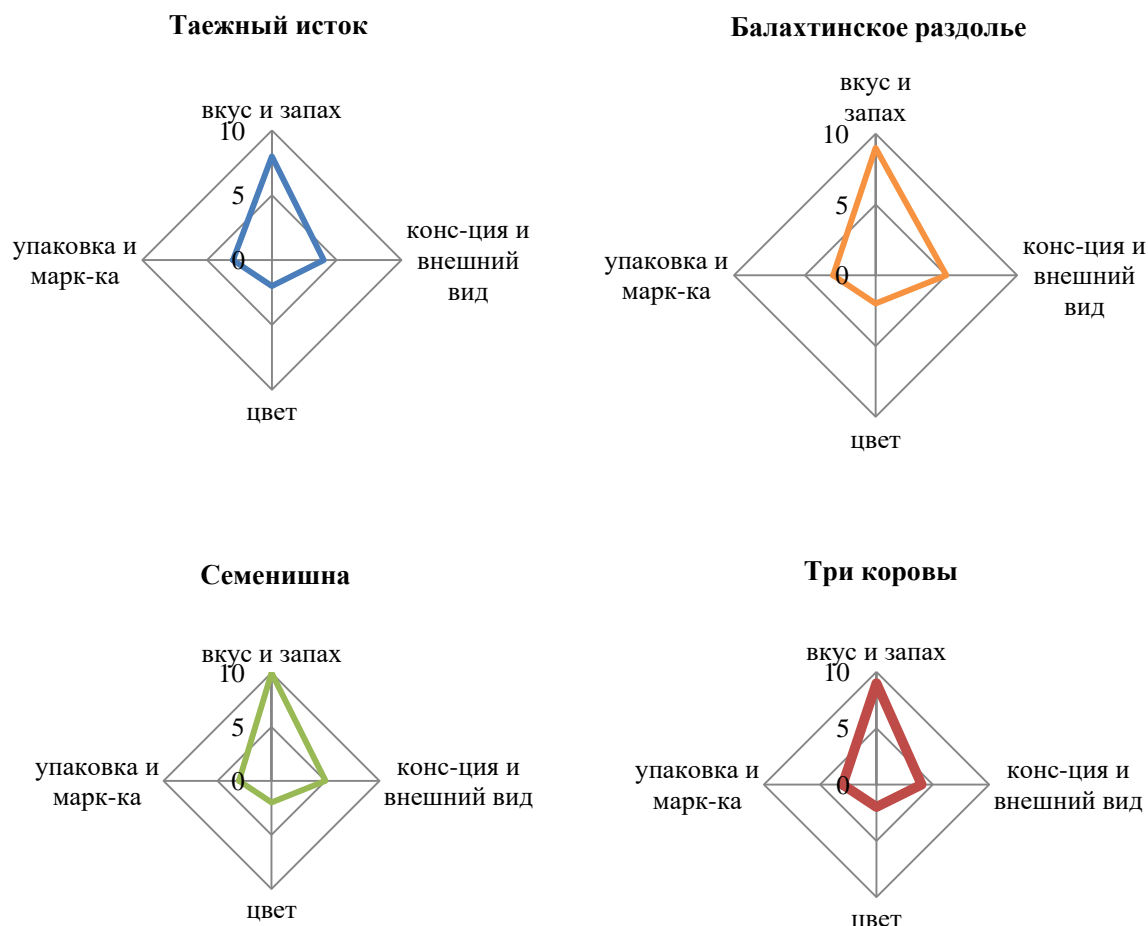 Таежный исток
вкус и запах
10
5
0
упаковка и
марк-ка
конс-ция и
внешний
вид
цвет
Балахтинское раздолье
вкус и
запах
10
5
0
упаковка и
марк-ка
конс-ция и
внешний
вид
цвет
Семенишна
вкус и запах
10
5
0
упаковка и
марк-ка
конс-ция и
внешний вид
цвет
Три коровы
вкус и запах
10
5
0
упаковка и
марк-ка
конс-ция и
внешний вид
цвет